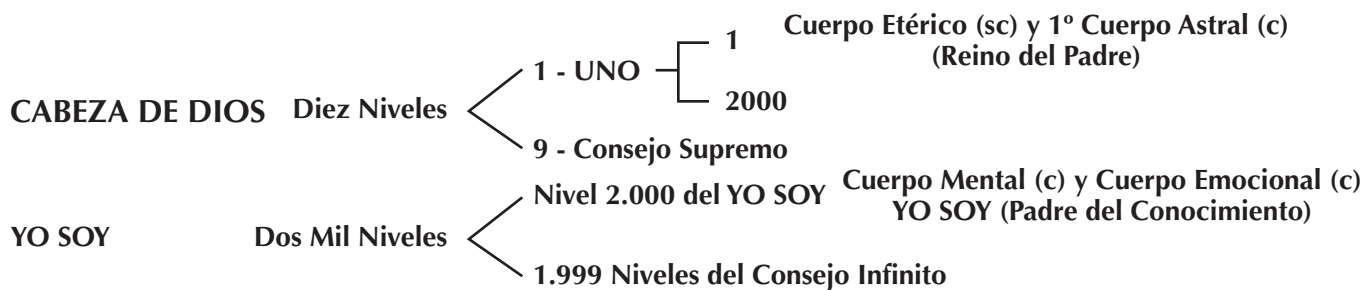 Cuerpo Etérico (sc) y 1º Cuerpo Astral (c)
(Reino del Padre)
1
1 - UNO
2000
CABEZA DE DIOS Diez Niveles
9 - Consejo Supremo
Nivel 2.000 del YO SOY
Cuerpo Mental (c) y Cuerpo Emocional (c)
YO SOY (Padre del Conocimiento)
YO SOY Dos Mil Niveles
1.999 Niveles del Consejo Infinito